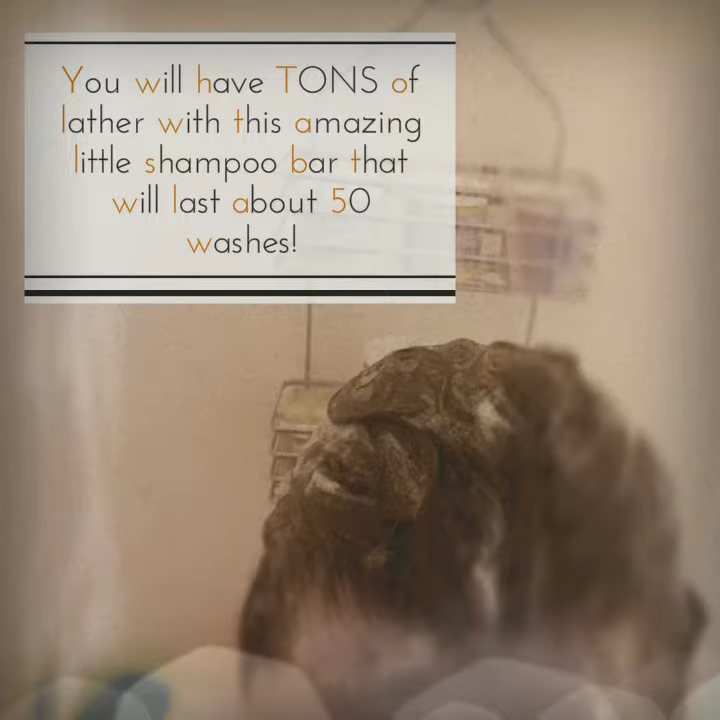 You will have TONS of
lather with this amazing
little shampoo bar that
will last about 50
washes!